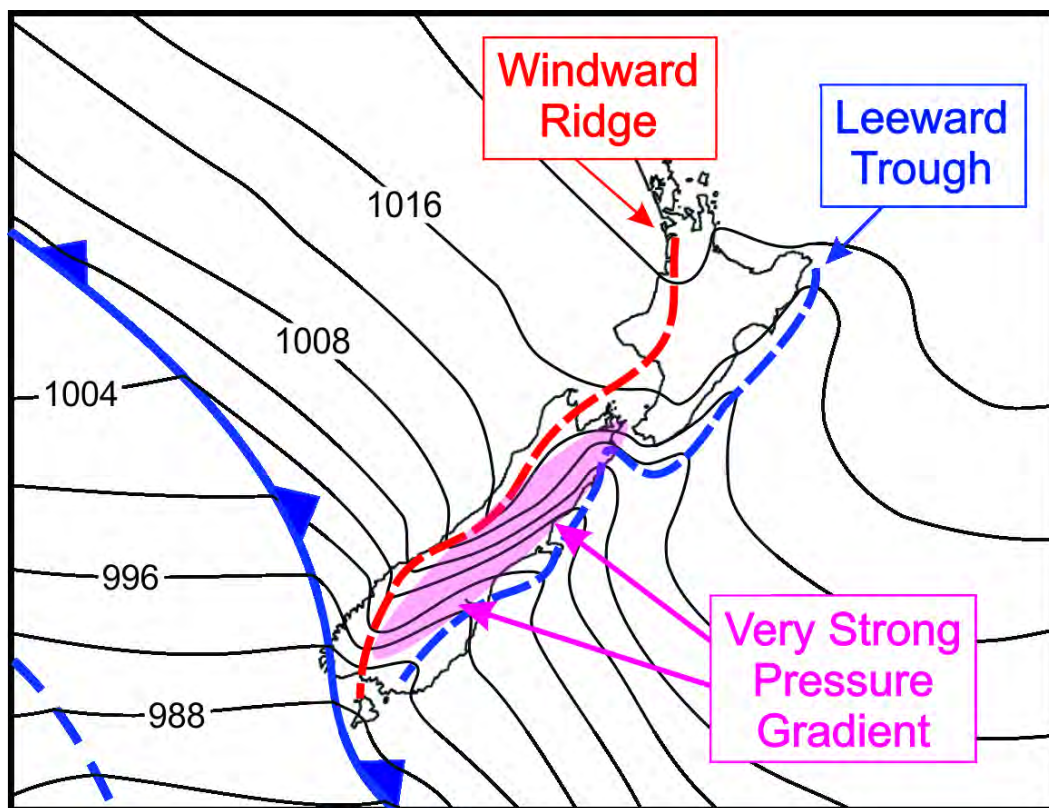 Windward
Ridge
Leeward
Trough
1016
1008
1004
996
988
Very Strong
Pressure
Gradient